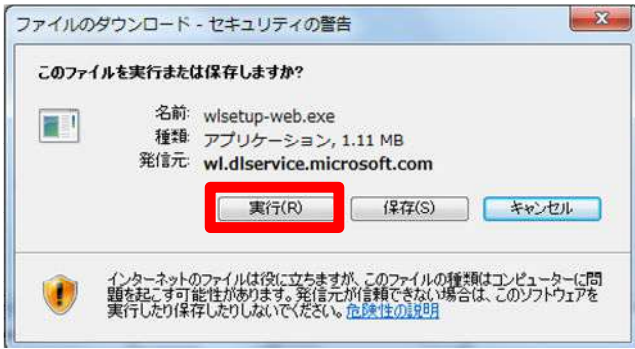 ファイルのダウンロード - セキュリティの警告
このファイルを実行または保存しますか?
名前: wlsetup-web.exe
種類: アプリケーション, 1.11 MB
発信元: wl.dlservice.microsoft.com
実行(R) 保存(S) キャンセル
インターネットのファイルは役に立ちますが、このファイルの種類はコンピューターに問
題を起こす可能性があります。発信元が信頼できない場合は、このソフトウェアを
実行したり保存したりしないでください。危険性の説明